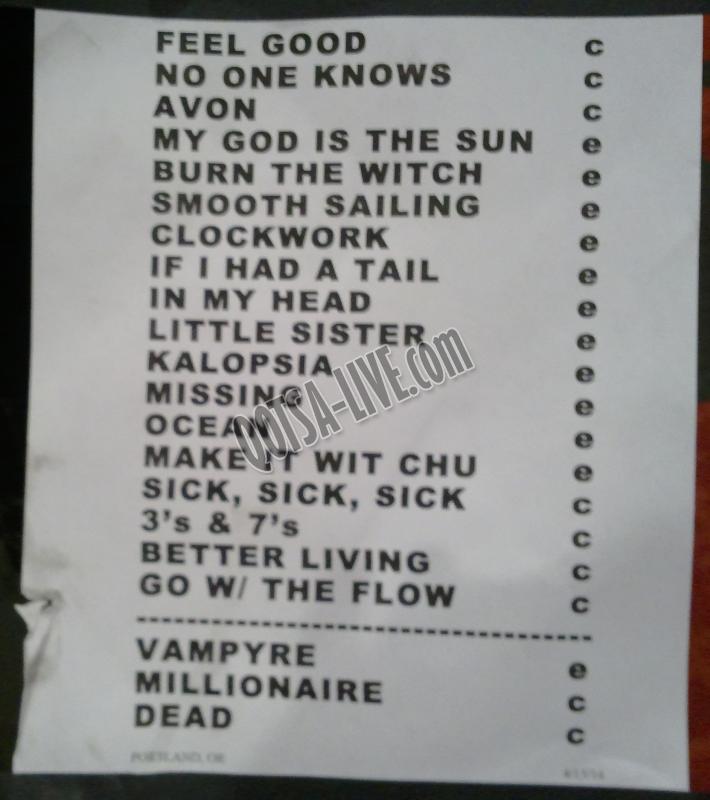 FEEL GOOD c
NO ONE KNOWS c
AVON c
MY GOD IS THE SUN e
BURN THE WITCH e
SMOOTH SAILING e
CLOCKWORK e
IF I HAD A TAIL e
IN MY HEAD e
LITTLE SISTER e
KALOPSIA e
MISSING e
OCEAN e
MAKE IT WIT CHU e
SICK, SICK, SICK c
3's & 7's c
BETTER LIVING c
GO W/ THE FLOW c
VAMPYRE e
MILLIONAIRE c
DEAD c
PORTLAND, OR
QOTSA-LIVE.com